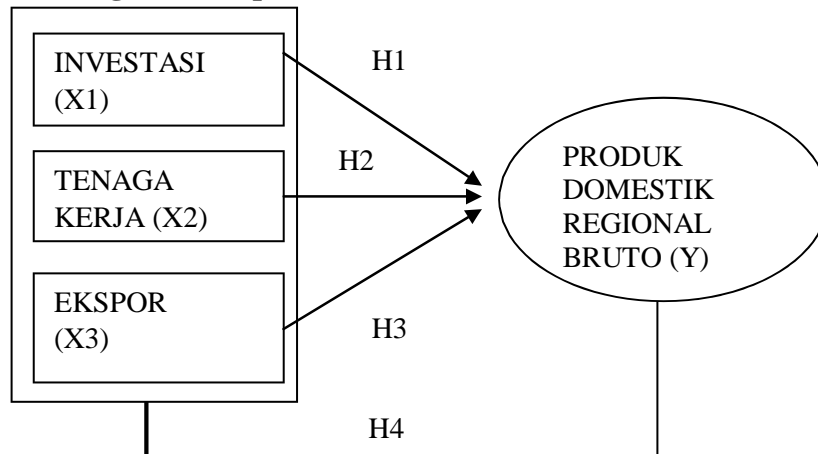 INVESTASI
(X1)
H1
H2
TENAGA
KERJA (X2)
PRODUK
DOMESTIK
REGIONAL
BRUTO (Y)
EKSPOR
(X3)
H3
H4